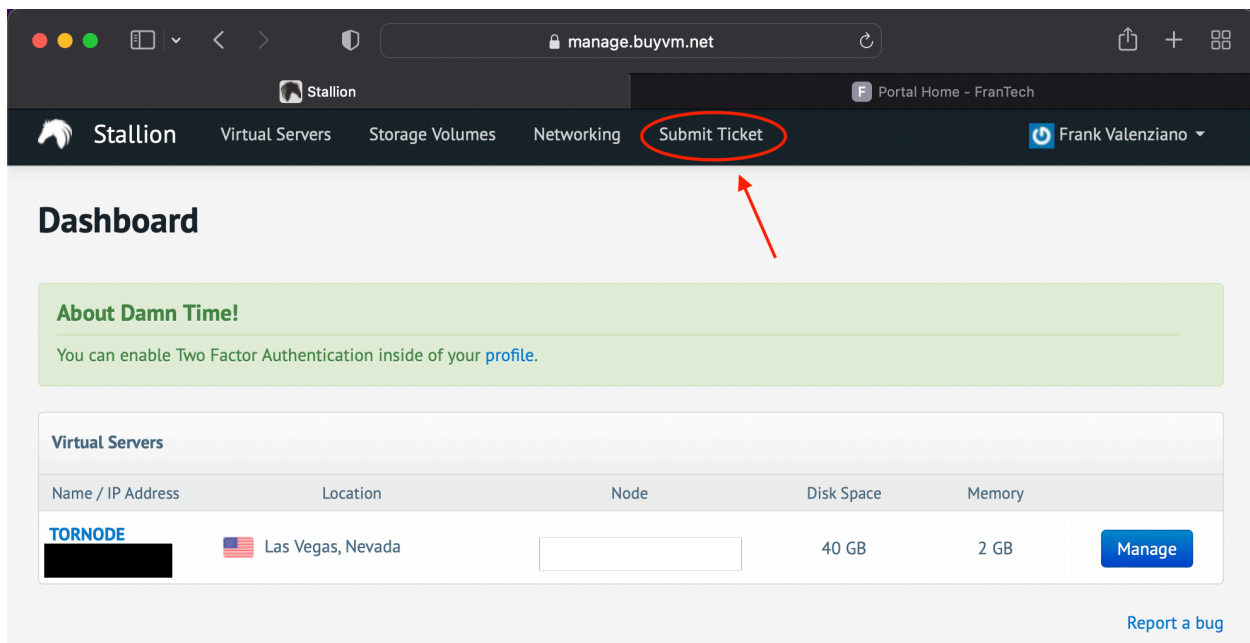 manage.buyvm.net
Stallion
F Portal Home - FranTech
Stallion Virtual Servers Storage Volumes Networking Submit Ticket Frank Valenziano
Dashboard
About Damn Time!
You can enable Two Factor Authentication inside of your profile.
Virtual Servers
Name / IP Address Location Node Disk Space Memory
TORNODE
Las Vegas, Nevada 40 GB 2 GB Manage
Report a bug